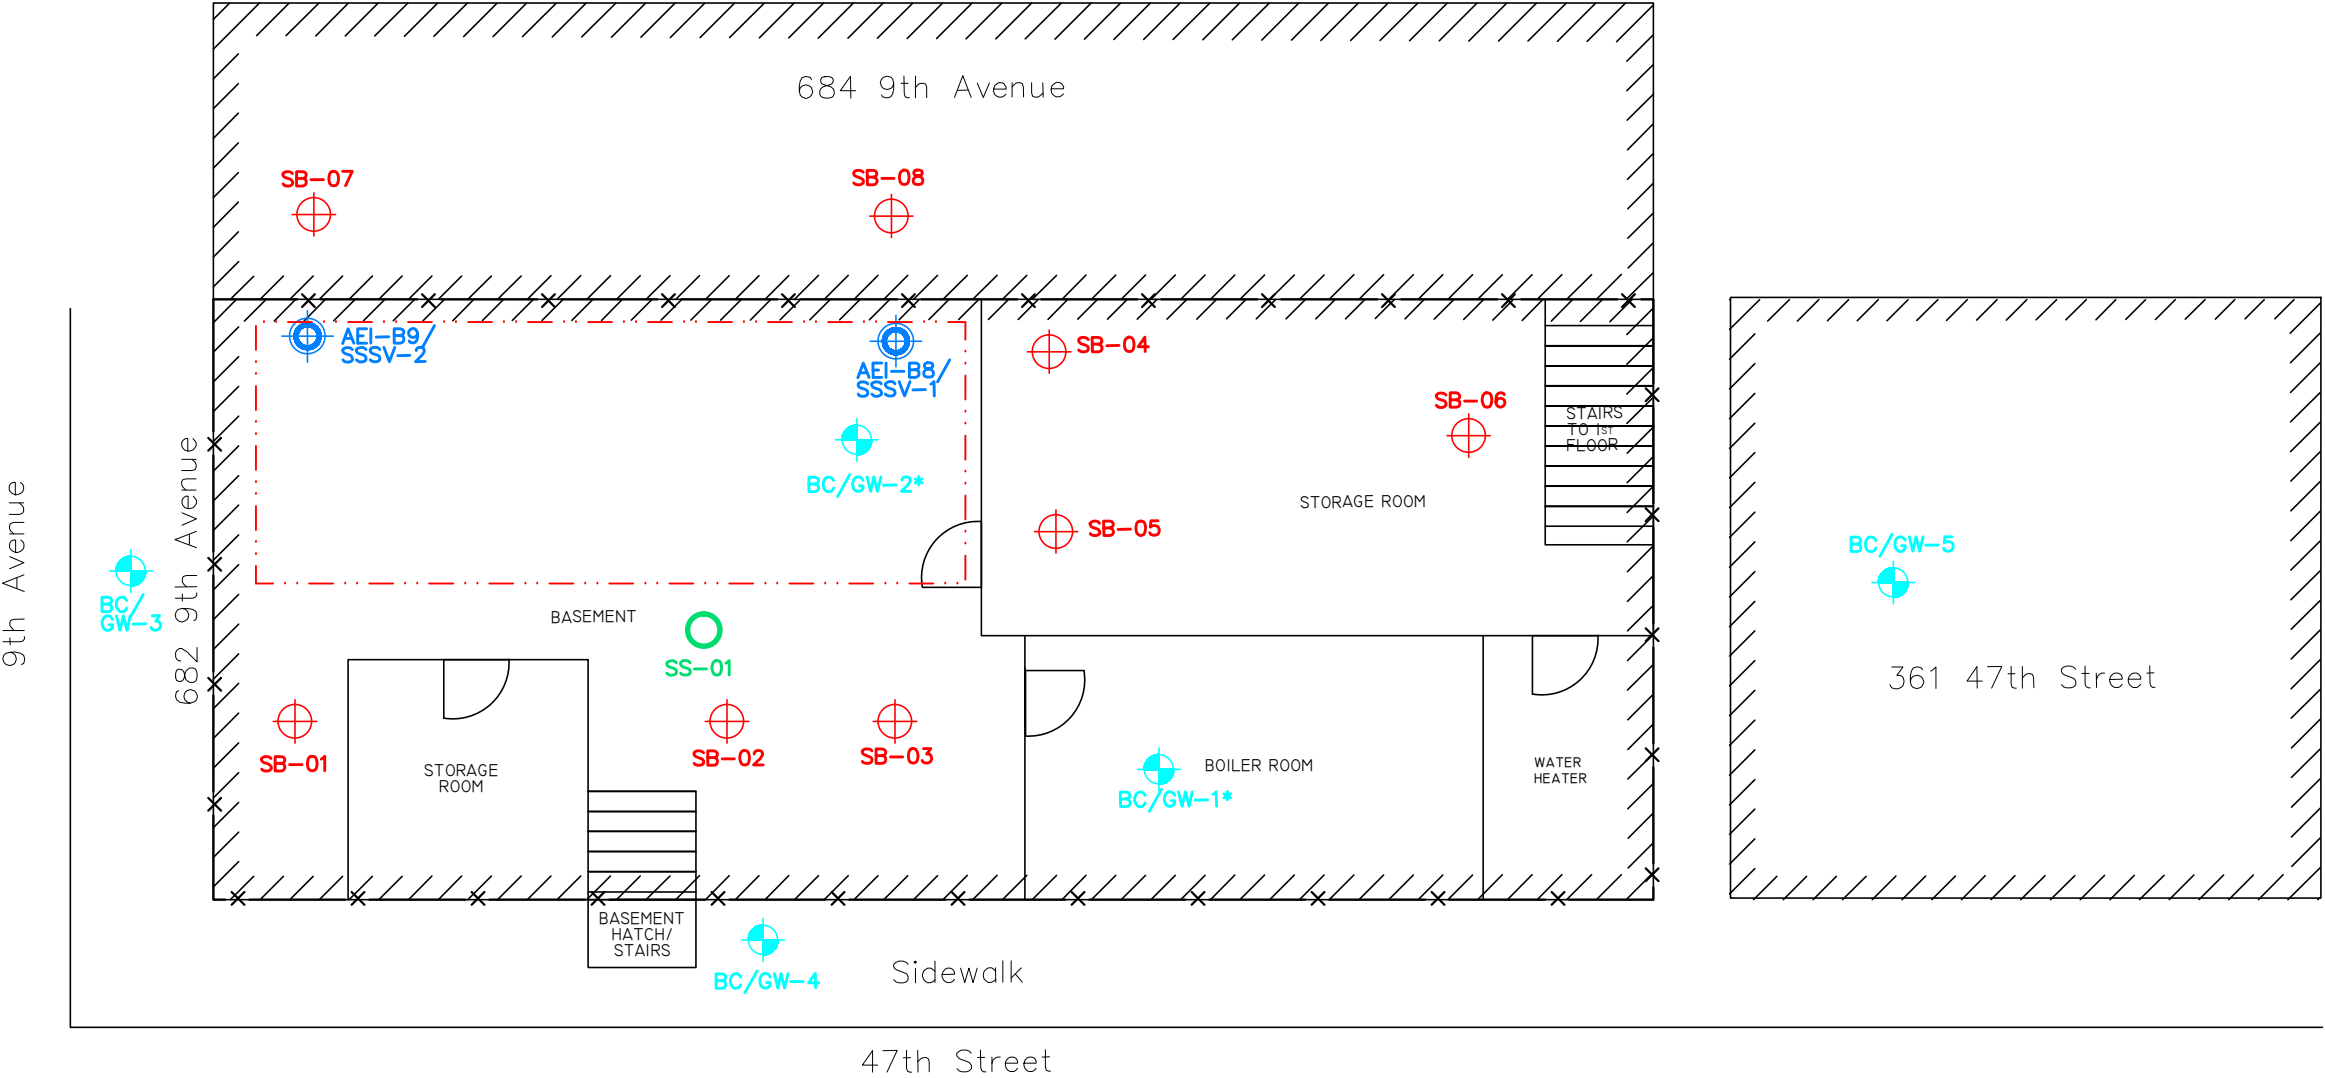 684 9th Avenue
SB-07
SB-08
AEI-B9/
SSSV-2
AEI-B8/
SSSV-1
SB-04
SB-06
STAIRS
TO 1ST
FLOOR
BC/GW-2*
STORAGE ROOM
SB-05
BC/GW-5
9th Avenue
682 9th Avenue
BC/
GW-3
BASEMENT
SS-01
361 47th Street
SB-01
STORAGE
ROOM
SB-02
SB-03
BOILER ROOM
BC/GW-1*
WATER
HEATER
BASEMENT
HATCH/
STAIRS
BC/GW-4
Sidewalk
47th Street